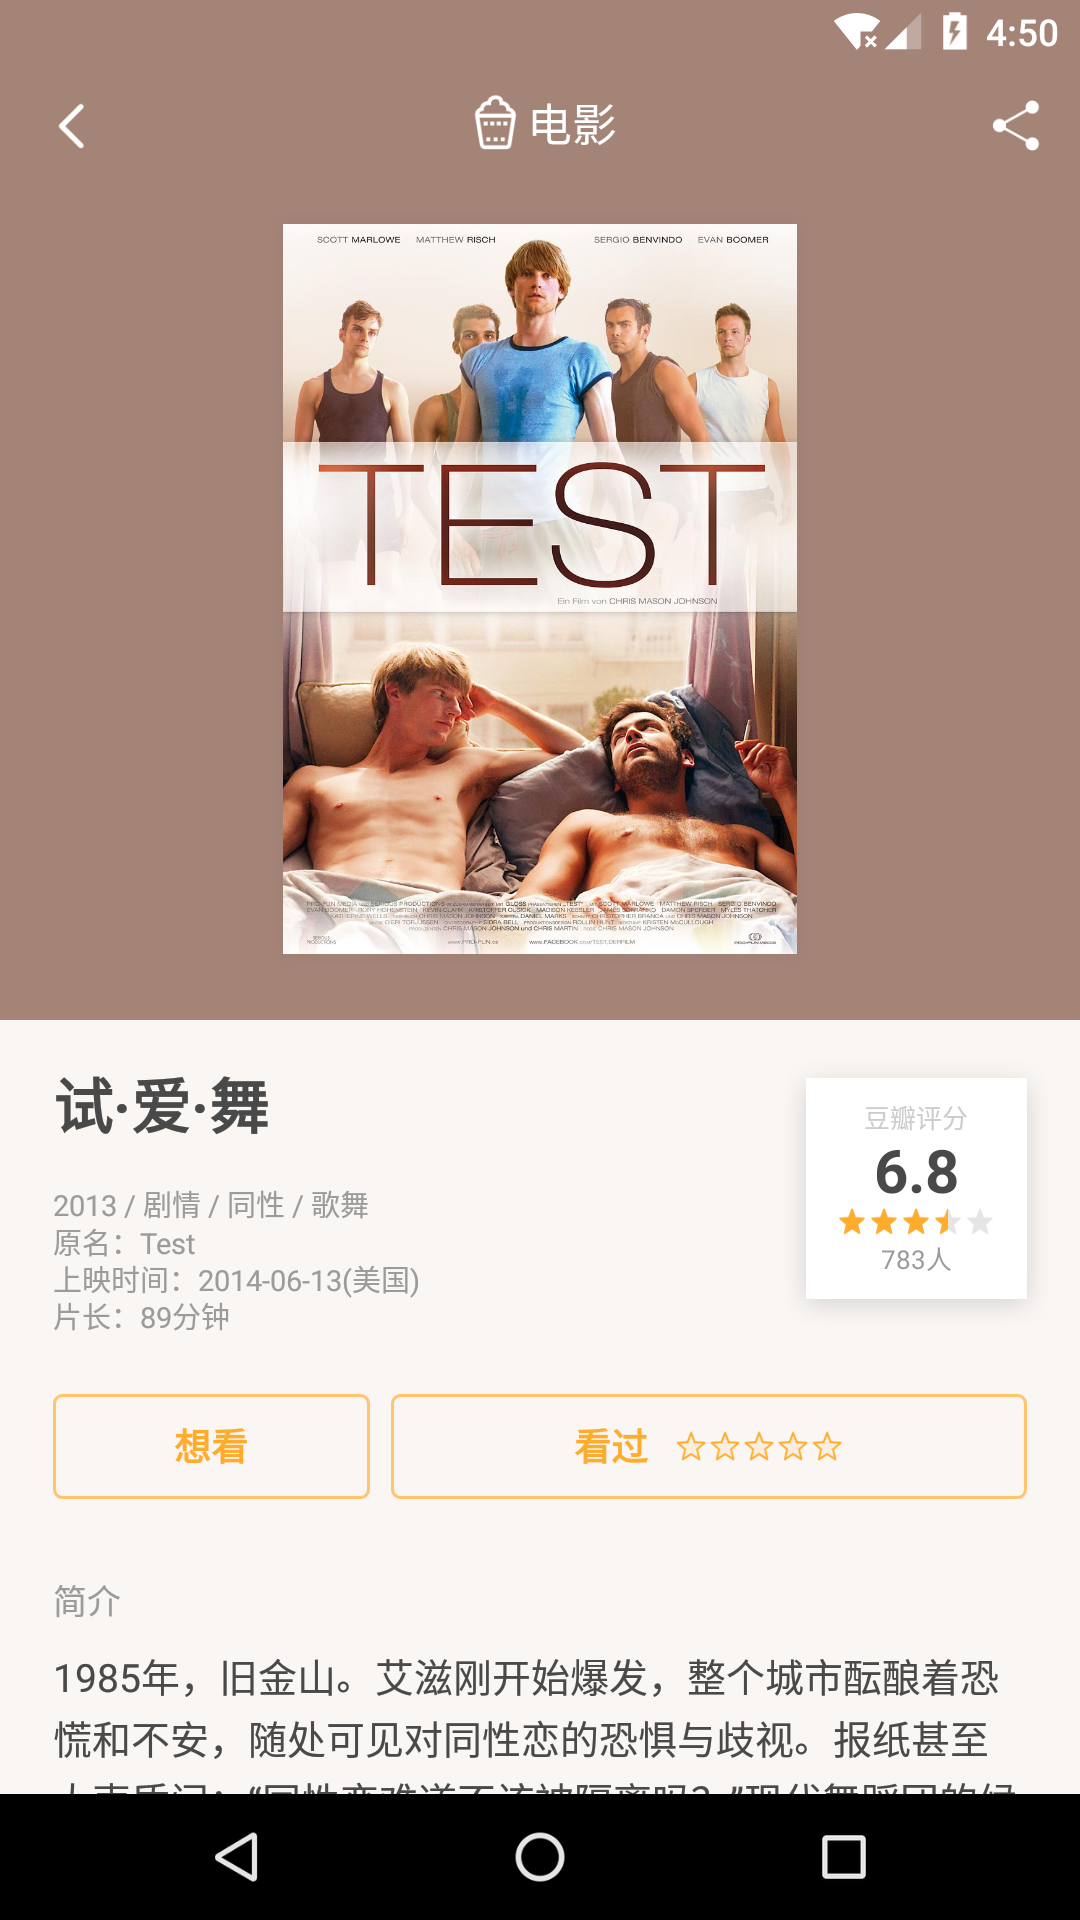 4:50
电影
SCOTT MARLOWE MATTHEW RISCH SERGIO BENVINDO EVAN BOOMER
TEST
Ein Film von CHRIS MASON JOHNSON
试·爱·舞
豆瓣评分
6.8
783人
2013 / 剧情 / 同性 / 歌舞
原名：Test
上映时间：2014-06-13(美国)
片长：89分钟
想看
看过
简介
1985年，旧金山。艾滋刚开始爆发，整个城市酝酿着恐
慌和不安，随处可见对同性恋的恐惧与歧视。报纸甚至